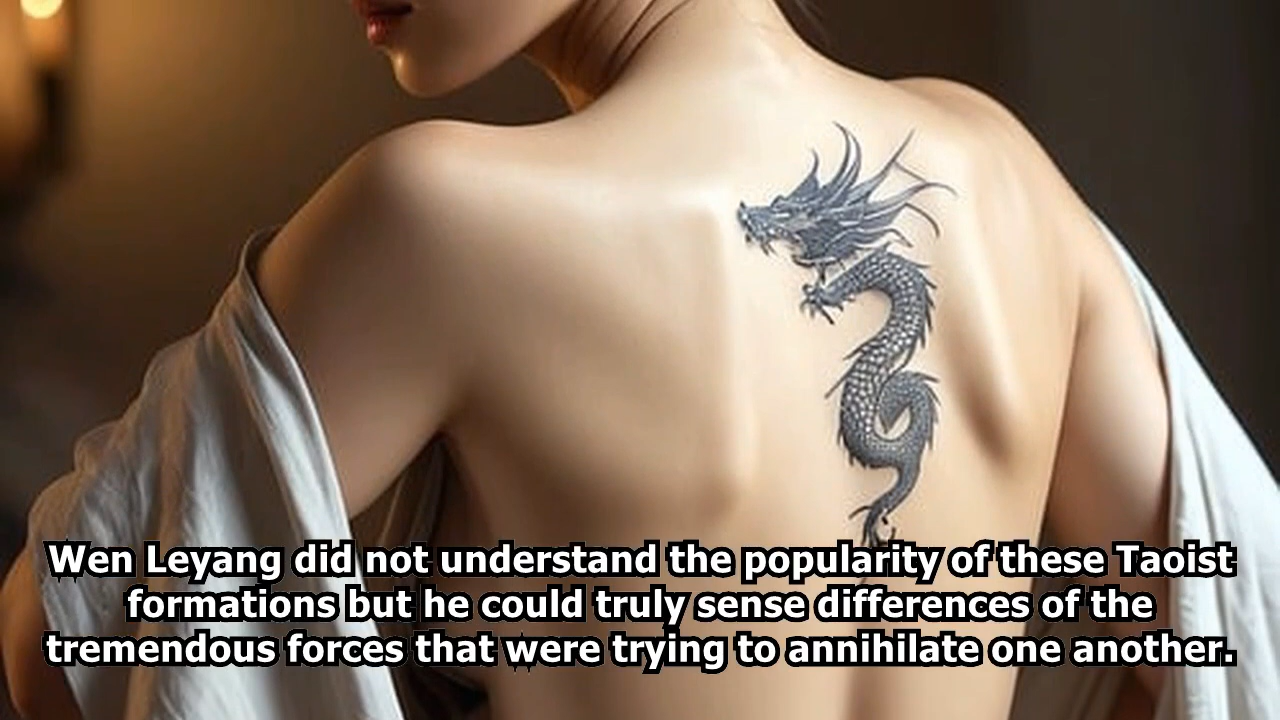 Wen Leyang did not understand the popularity of these Taoist
formations but he could truly sense differences of the
tremendous forces that were trying to annihilate one another.